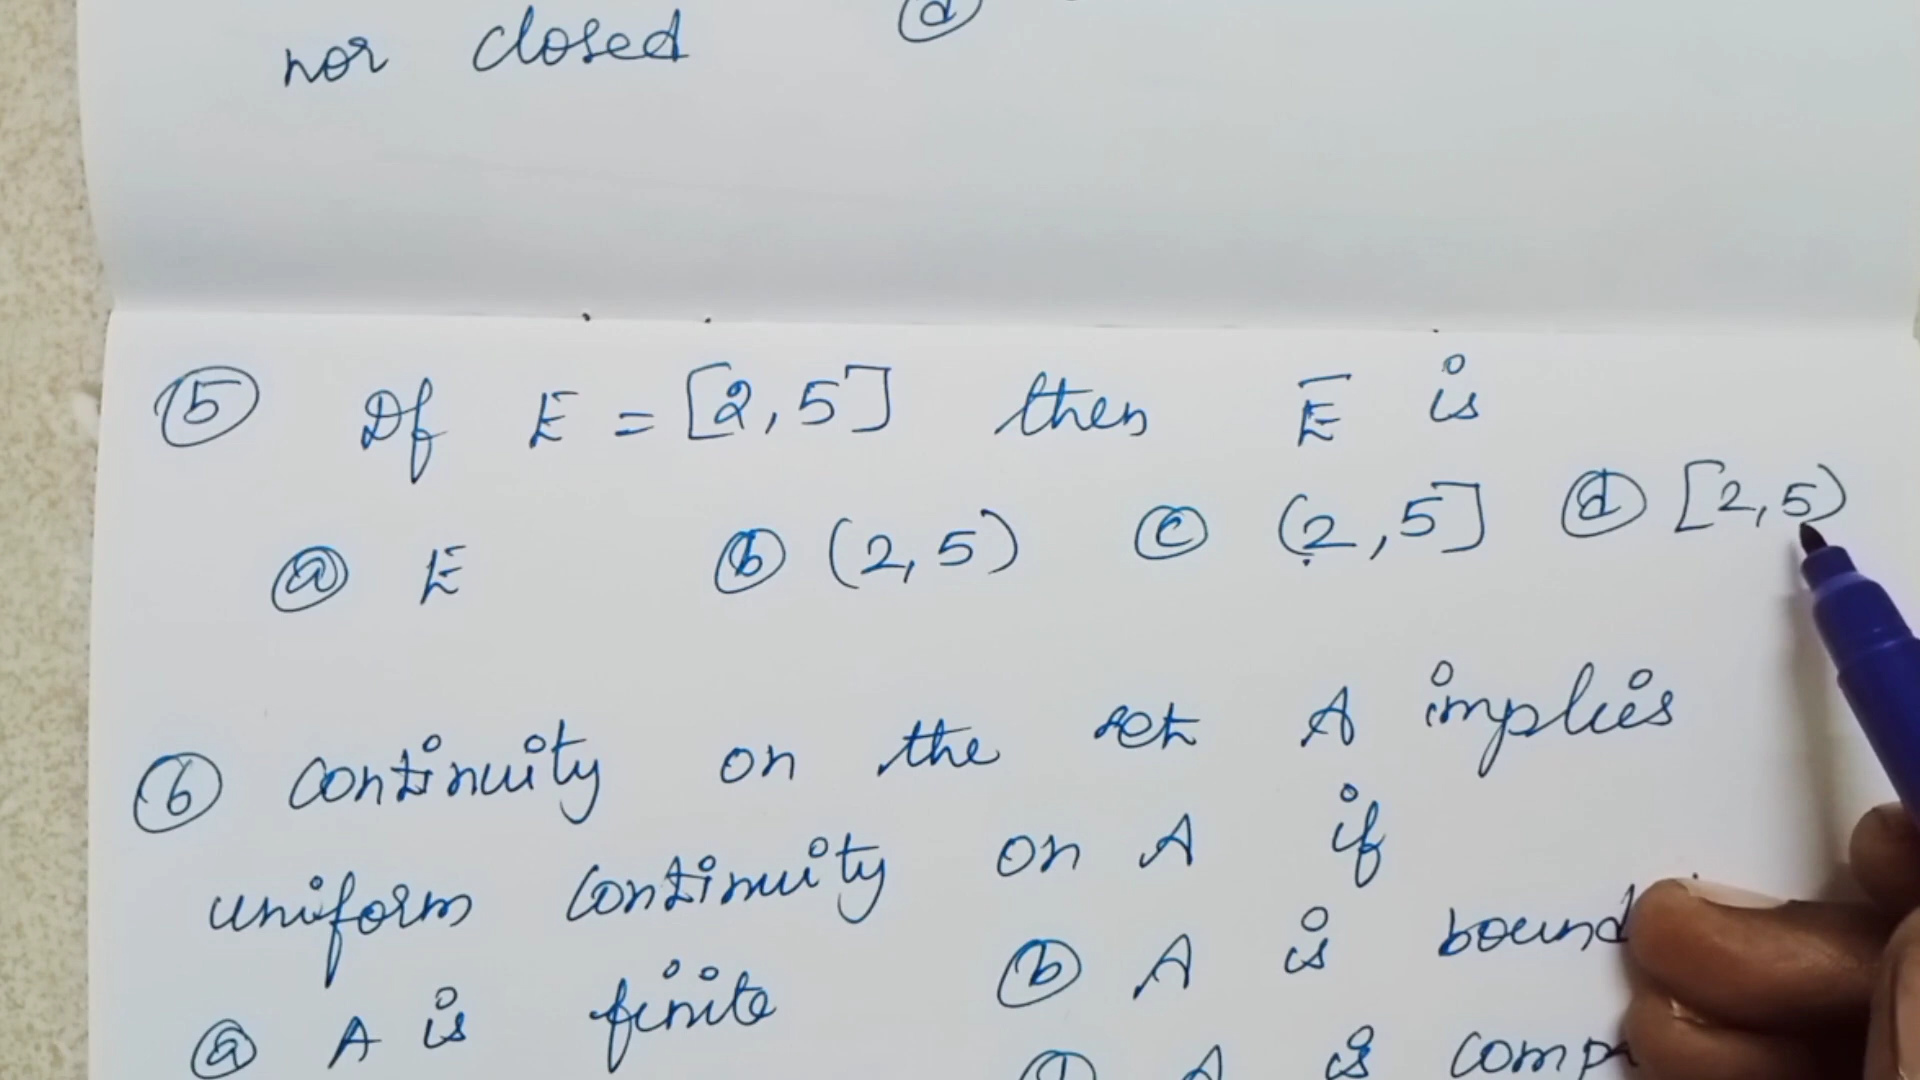 nor closed ⓓ
⑤ If E = [2,5] then E̅ is
ⓐ E ⓑ (2,5) ⓒ (2,5] ⓓ [2,5)
⑥ continuity on the set A implies
uniform continuity on A if
ⓐ A is finite ⓑ A is
A is